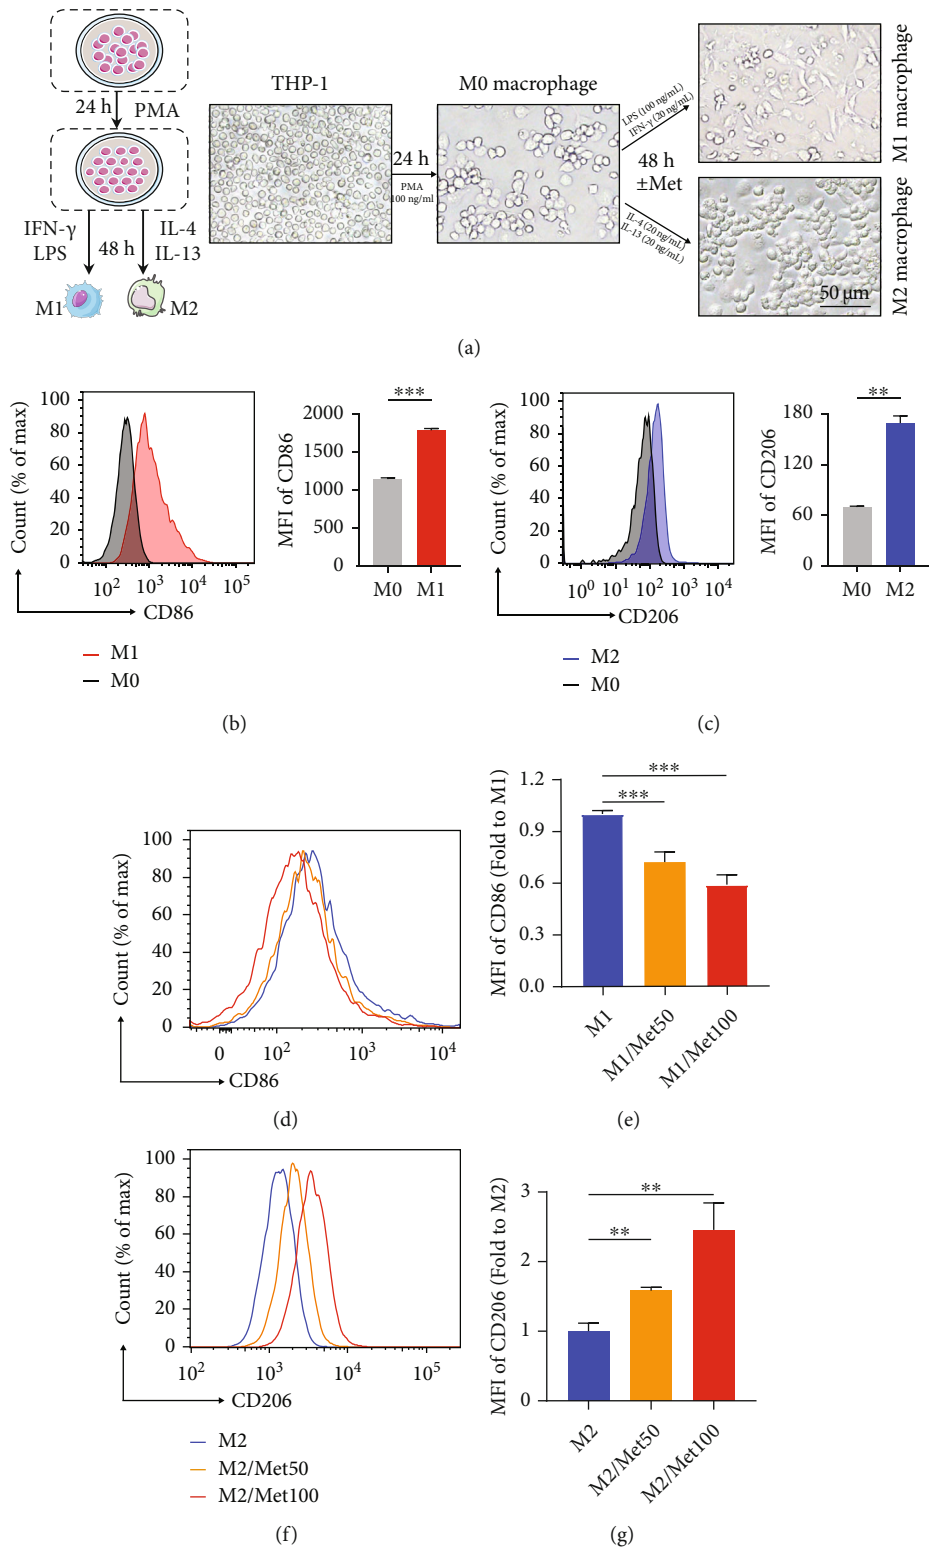 24 h
PMA
IFN-γ
LPS
48 h
IL-4
IL-13
M1
M2
THP-1
24 h
PMA
100 ng/ml
M0 macrophage
LPS (100 ng/mL)
IFN-γ (20 ng/mL)
48 h
±Met
IL-4 (20 ng/mL)
IL-13 (20 ng/mL)
M1 macrophage
M2 macrophage
50 μm
(a)
Count (% of max)
100
80
60
40
20
0
10² 10³ 10⁴ 10⁵
CD86
M1
M0
MFI of CD86
2000
1500
1000
500
0
***
M0 M1
(b)
Count (% of max)
100
80
60
40
20
0
10⁰ 10¹ 10² 10³ 10⁴
CD206
M2
M0
MFI of CD206
180
120
60
0
**
M0 M2
(c)
Count (% of max)
100
80
60
40
20
0
0 10² 10³ 10⁴
CD86
(d)
MFI of CD86 (Fold to M1)
1.2
0.9
0.6
0.3
0.0
***
***
M1
M1/Met50
M1/Met100
(e)
Count (% of max)
100
80
60
40
20
0
10² 10³ 10⁴ 10⁵
CD206
M2
M2/Met50
M2/Met100
(f)
MFI of CD206 (Fold to M2)
3
2
1
0
**
**
M2
M2/Met50
M2/Met100
(g)